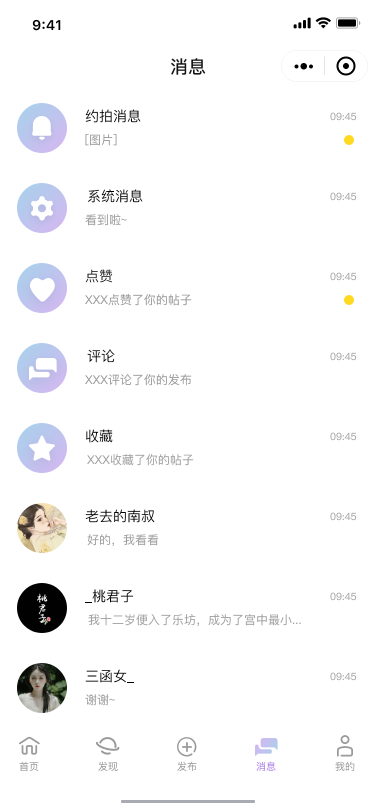 9:41
消息
约拍消息
09:45
[图片]
系统消息
09:45
看到啦~
点赞
09:45
XXX点赞了你的帖子
评论
09:45
XXX评论了你的发布
收藏
09:45
XXX收藏了你的帖子
老去的南叔
09:45
好的，我看看
_桃君子
09:45
我十二岁便入了乐坊，成为了宫中最小...
桃君子
三函女_
09:45
谢谢~
首页
发现
发布
消息
我的